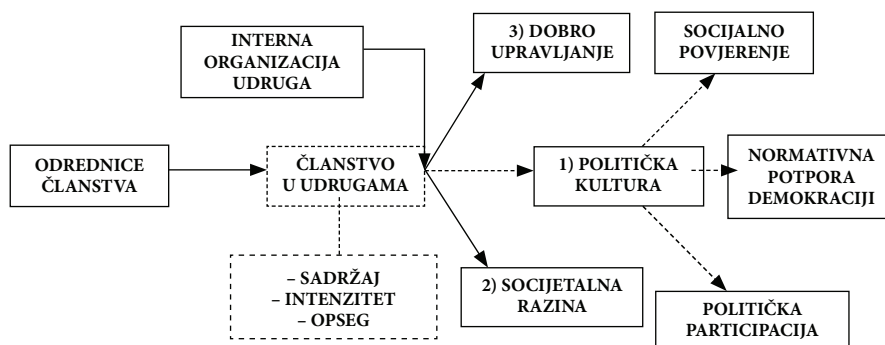 INTERNA
ORGANIZACIJA
UDRUGA
3) DOBRO
UPRAVLJANJE
SOCIJALNO
POVJERENJE
ODREDNICE
ČLANSTVA
ČLANSTVO
U UDRUGAMA
1) POLITIČKA
KULTURA
NORMATIVNA
POTPORA
DEMOKRACIJI
– SADRŽAJ
– INTENZITET
– OPSEG
2) SOCIJETALNA
RAZINA
POLITIČKA
PARTICIPACIJA